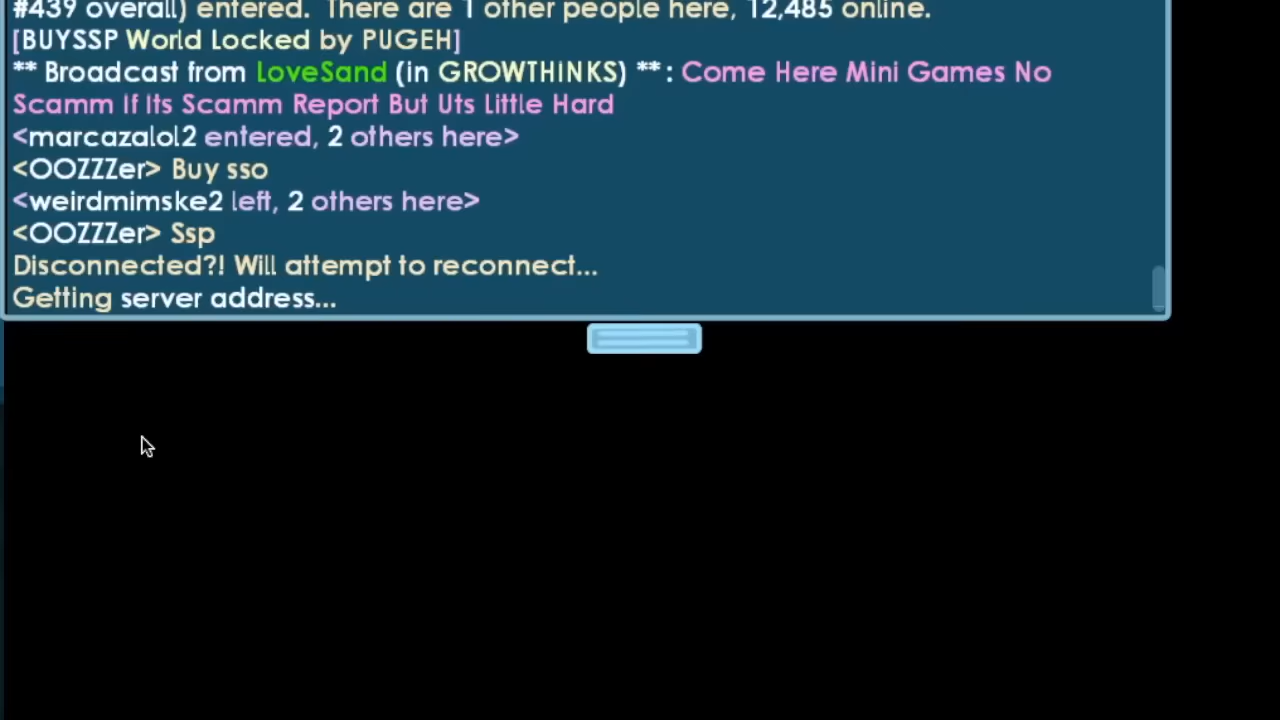 #439 overall) entered. There are 1 other people here, 12,485 online.
[BUYSSP World Locked by PUGEH]
** Broadcast from LoveSand (in GROWTHINKS) ** : Come Here Mini Games No
Scamm If Its Scamm Report But Uts Little Hard
<marcazalol2 entered, 2 others here>
<OOZZZer> Buy sso
<weirdmimske2 left, 2 others here>
<OOZZZer> Ssp
Disconnected?! Will attempt to reconnect...
Getting server address...